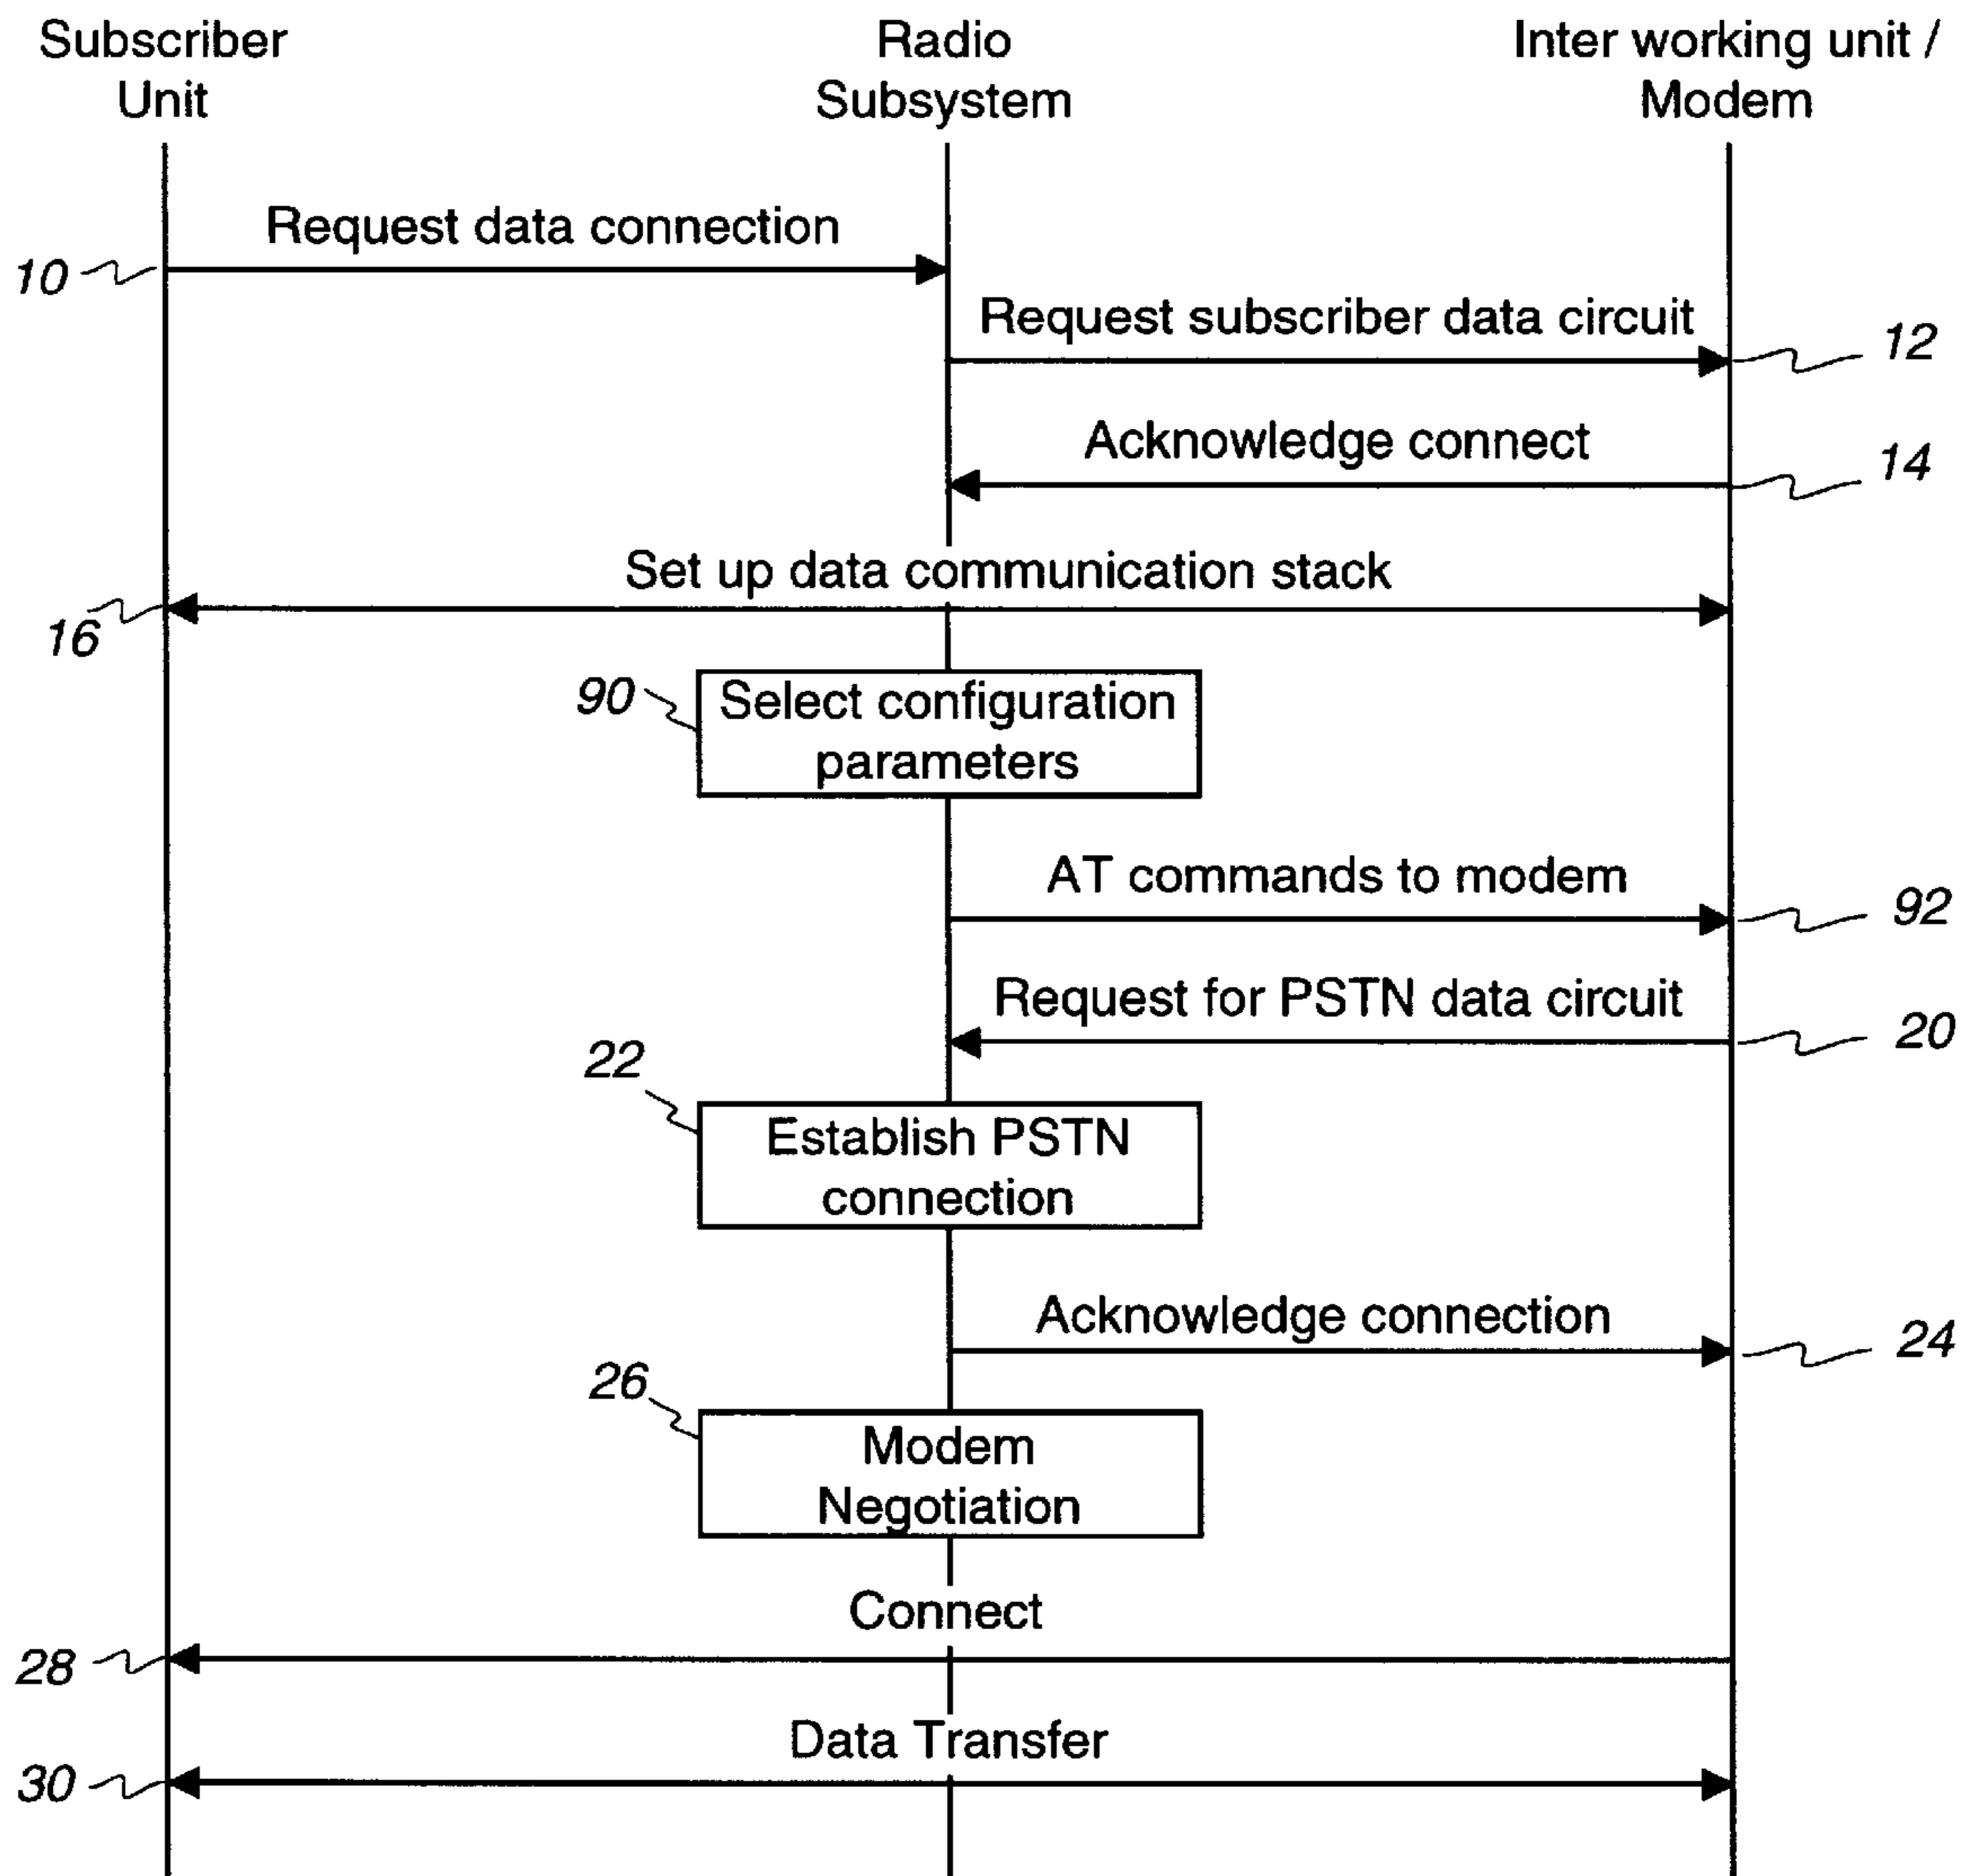 Subscriber
Unit
Radio
Subsystem
Inter working unit /
Modem
Request data connection
10
Request subscriber data circuit
12
Acknowledge connect
14
Set up data communication stack
16
90
Select configuration
parameters
AT commands to modem
92
Request for PSTN data circuit
20
22
Establish PSTN
connection
Acknowledge connection
24
26
Modem
Negotiation
Connect
28
Data Transfer
30